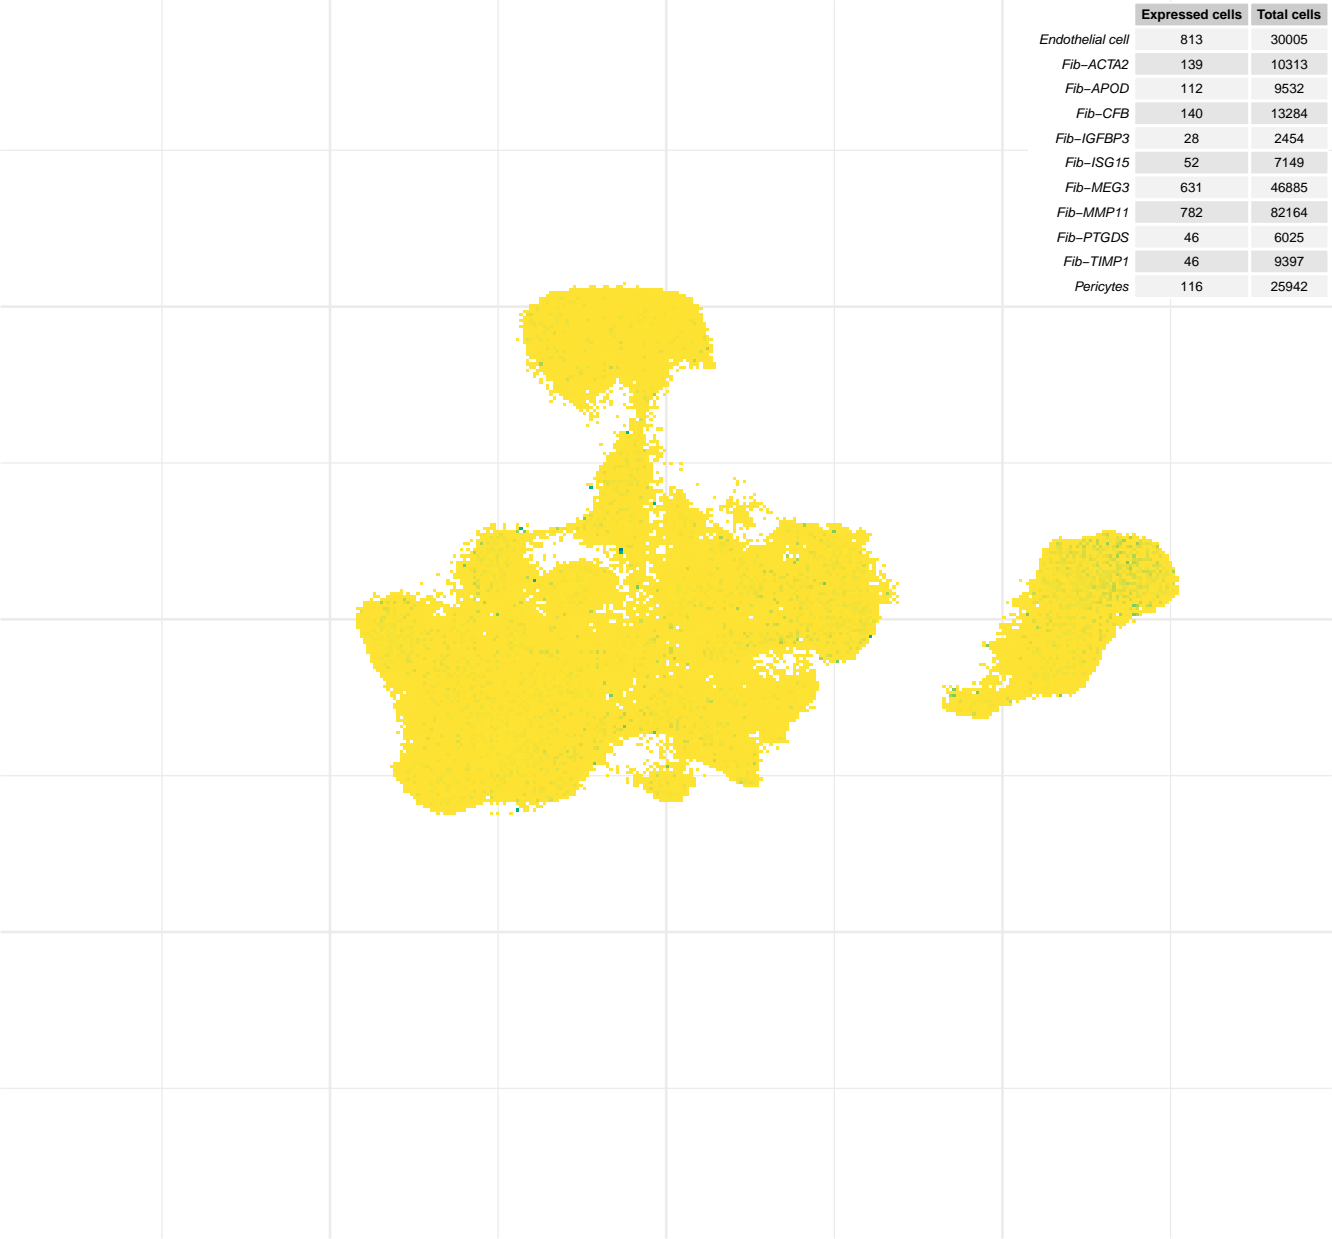 Expressed cells Total cells
Endothelial cell 813 30005
Fib−ACTA2 139 10313
Fib−APOD 112 9532
Fib−CFB 140 13284
Fib−IGFBP3 28 2454
Fib−ISG15 52 7149
Fib−MEG3 631 46885
Fib−MMP11 782 82164
Fib−PTGDS 46 6025
Fib−TIMP1 46 9397
Pericytes 116 25942